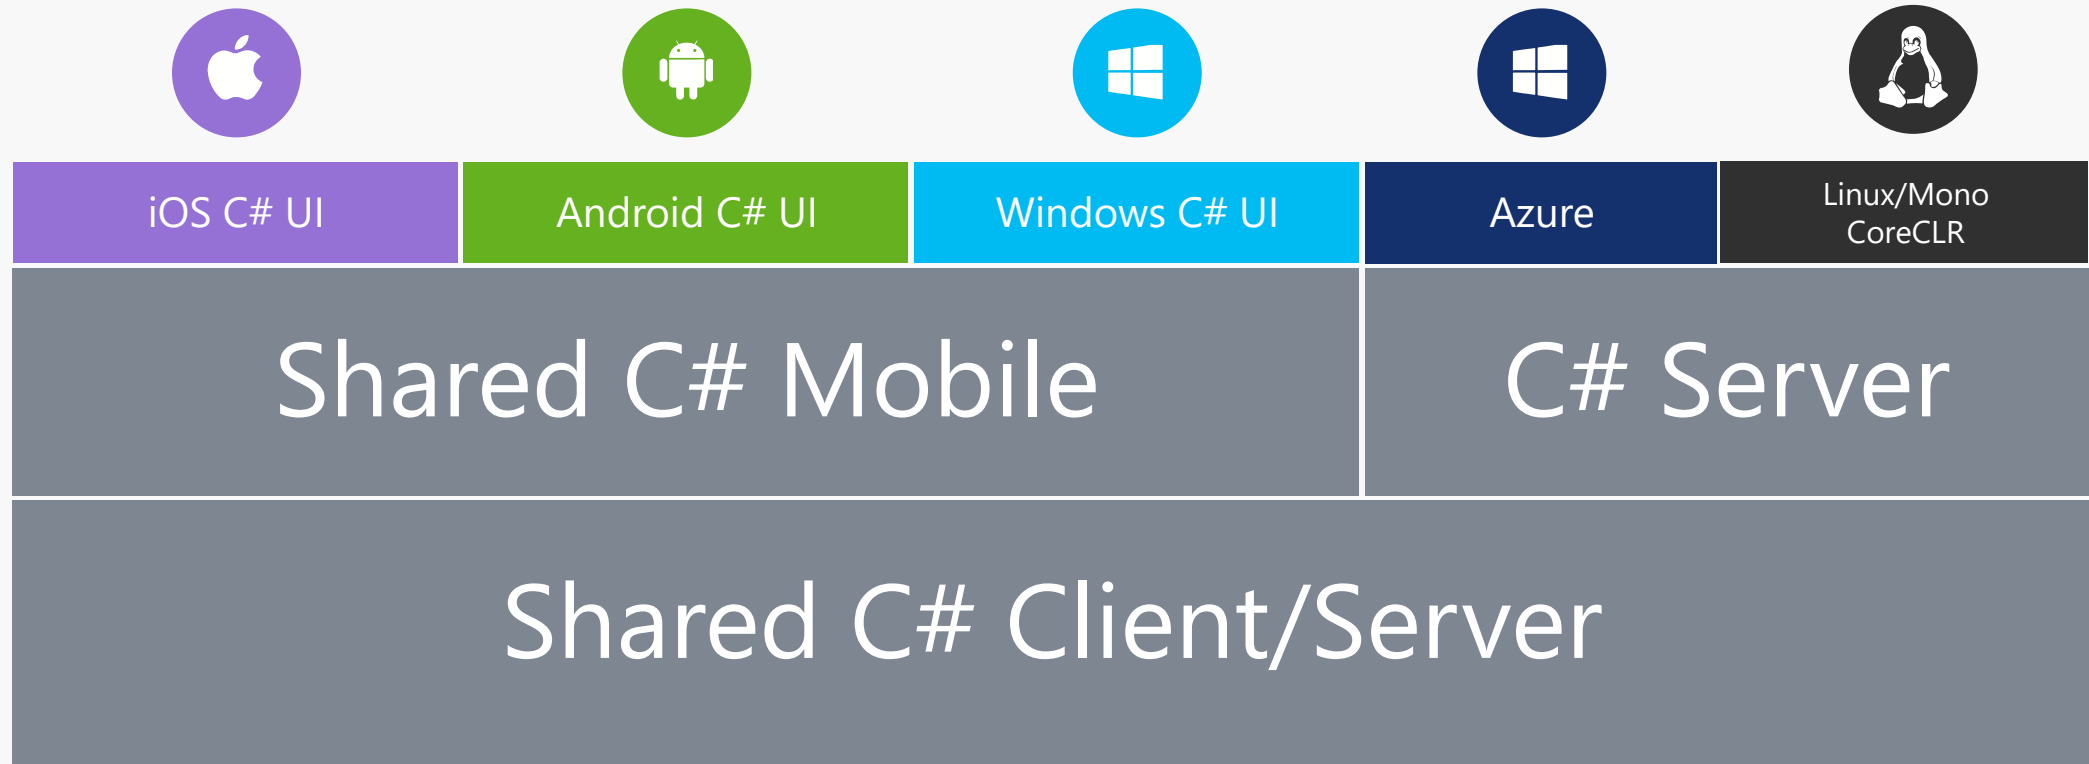 iOS C# UI
Android C# UI
Windows C# UI
Azure
Linux/Mono
CoreCLR
Shared C# Mobile
C# Server
Shared C# Client/Server